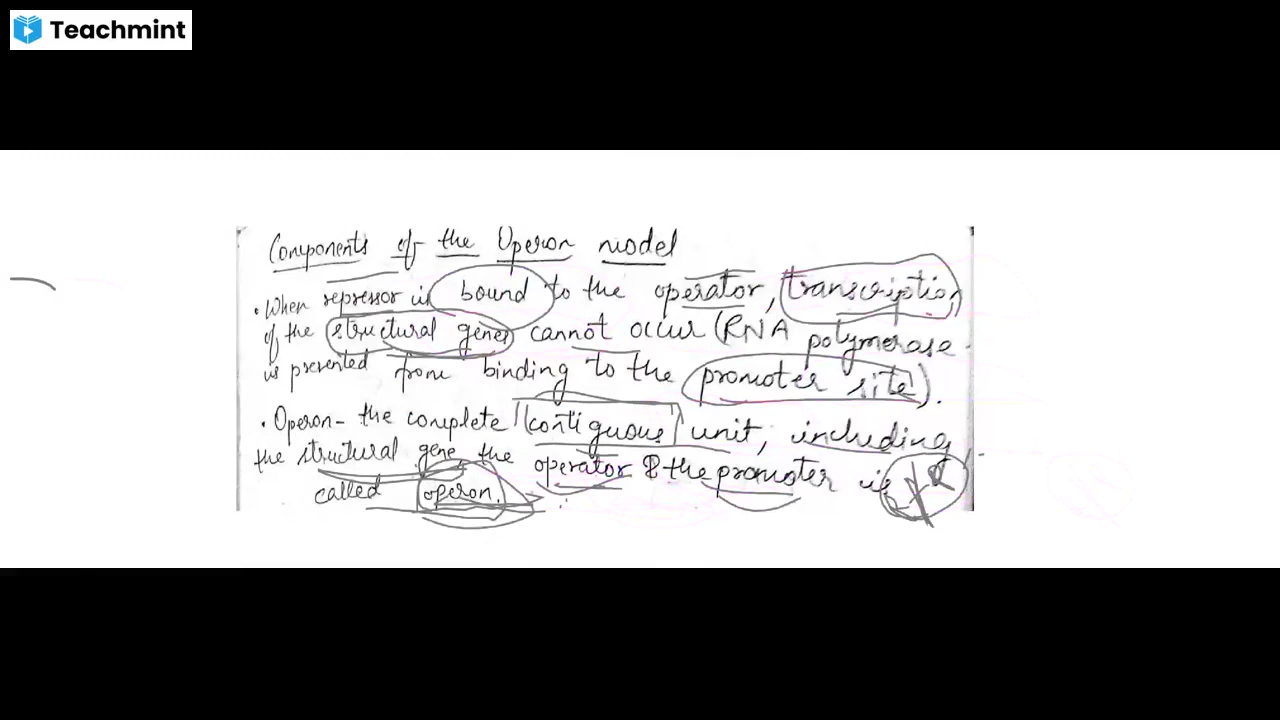 Teachmint
Components of the Operon model
• When repressor is bound to the operator, transcription
of the structural genes cannot occur (RNA polymerase
is prevented from binding to the promoter site).
• Operon - the complete contiguous unit, including
the structural gene, the operator & the promoter is
called operon.